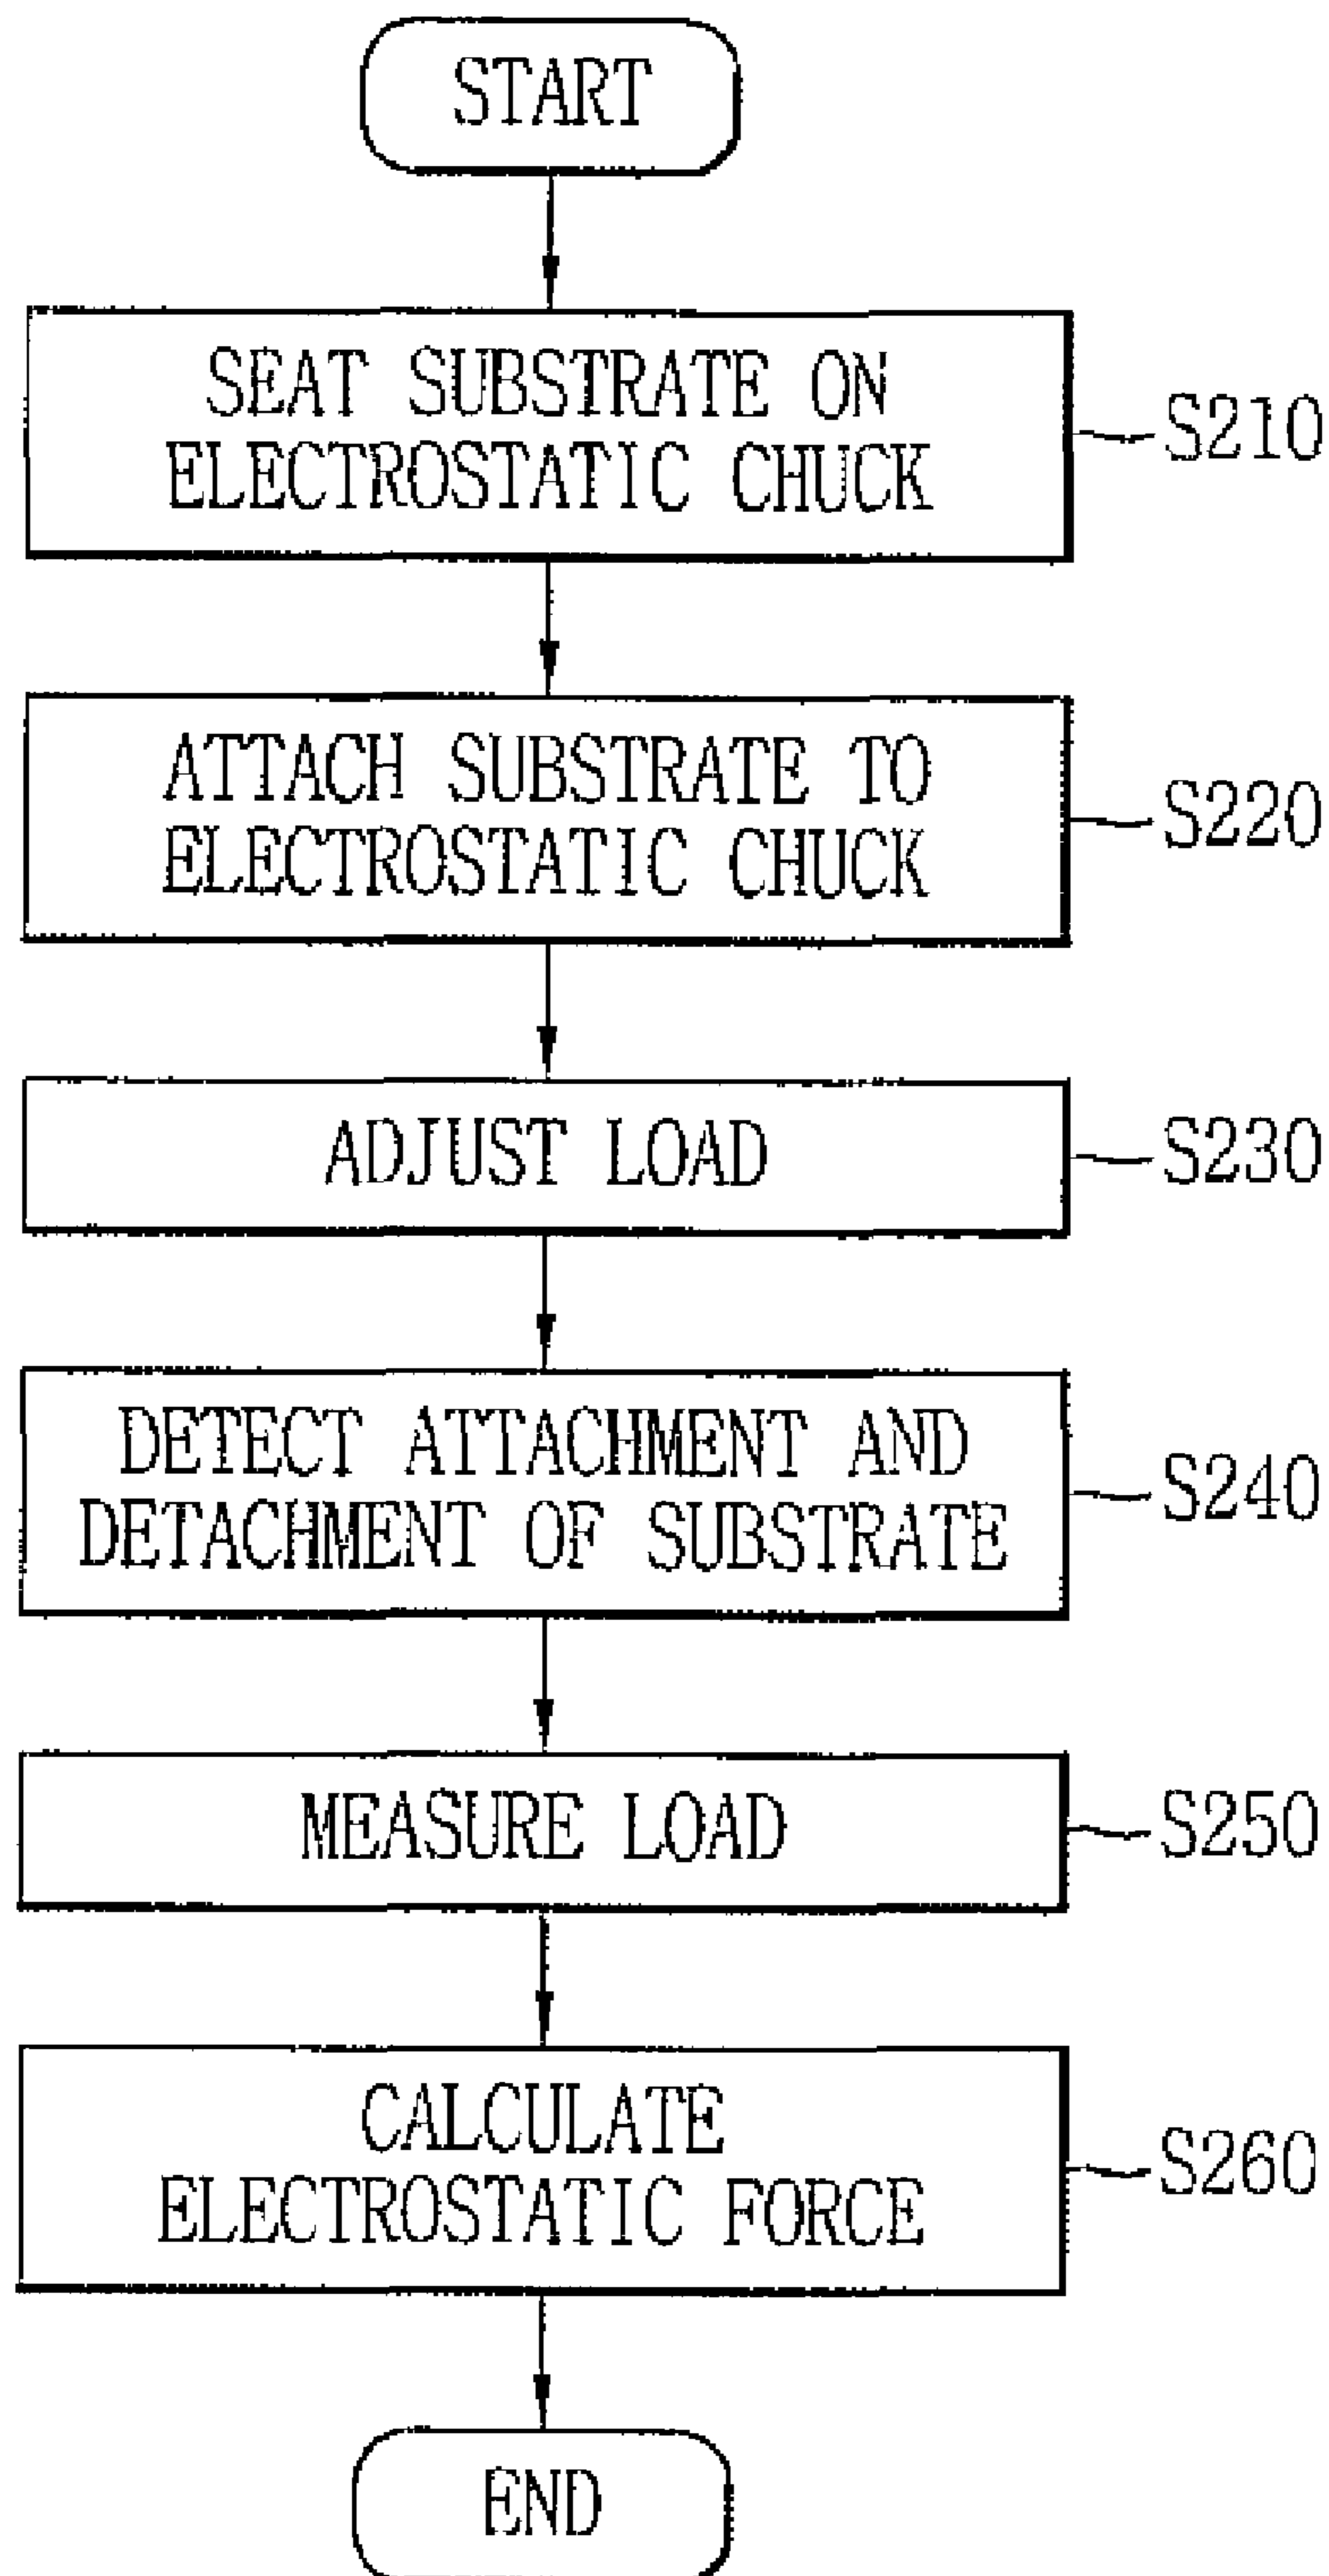 START
SEAT SUBSTRATE ON
ELECTROSTATIC CHUCK
S210
ATTACH SUBSTRATE TO
ELECTROSTATIC CHUCK
S220
ADJUST LOAD
S230
DETECT ATTACHMENT AND
DETACHMENT OF SUBSTRATE
S240
MEASURE LOAD
S250
CALCULATE
ELECTROSTATIC FORCE
S260
END